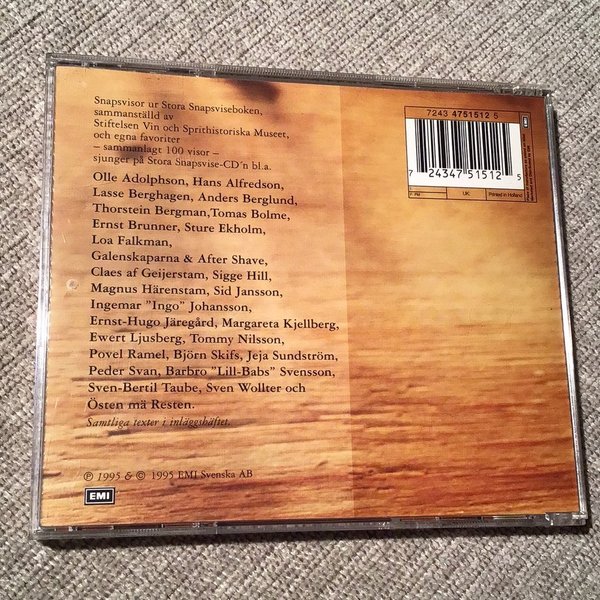 Snapsvisor ur Stora Snapsviseboken,
sammanställd av
Stiftelsen Vin och Sprithistoriska Museet,
och egna favoriter
– sammanlagt 100 visor –
sjunger på Stora Snapsvise-CD´n bl.a.
Olle Adolphson, Hans Alfredson,
Lasse Berghagen, Anders Berglund,
Thorstein Bergman,Tomas Bolme,
Ernst Brunner, Sture Ekholm,
Loa Falkman,
Galenskaparna & After Shave,
Claes af Geijerstam, Sigge Hill,
Magnus Härenstam, Sid Jansson,
Ingemar ”Ingo” Johansson,
Ernst-Hugo Järegård, Margareta Kjellberg,
Ewert Ljusberg, Tommy Nilsson,
Povel Ramel, Björn Skifs, Jeja Sundström,
Peder Svan, Barbro ”Lill-Babs” Svensson,
Sven-Bertil Taube, Sven Wollter och
Östen mä Resten.
Samtliga texter i inläggshäftet.
℗ 1995 & © 1995 EMI Svenska AB
EMI
7243 4751512 5
7 24347 51512 5
UK:
Printed in Holland
EMI